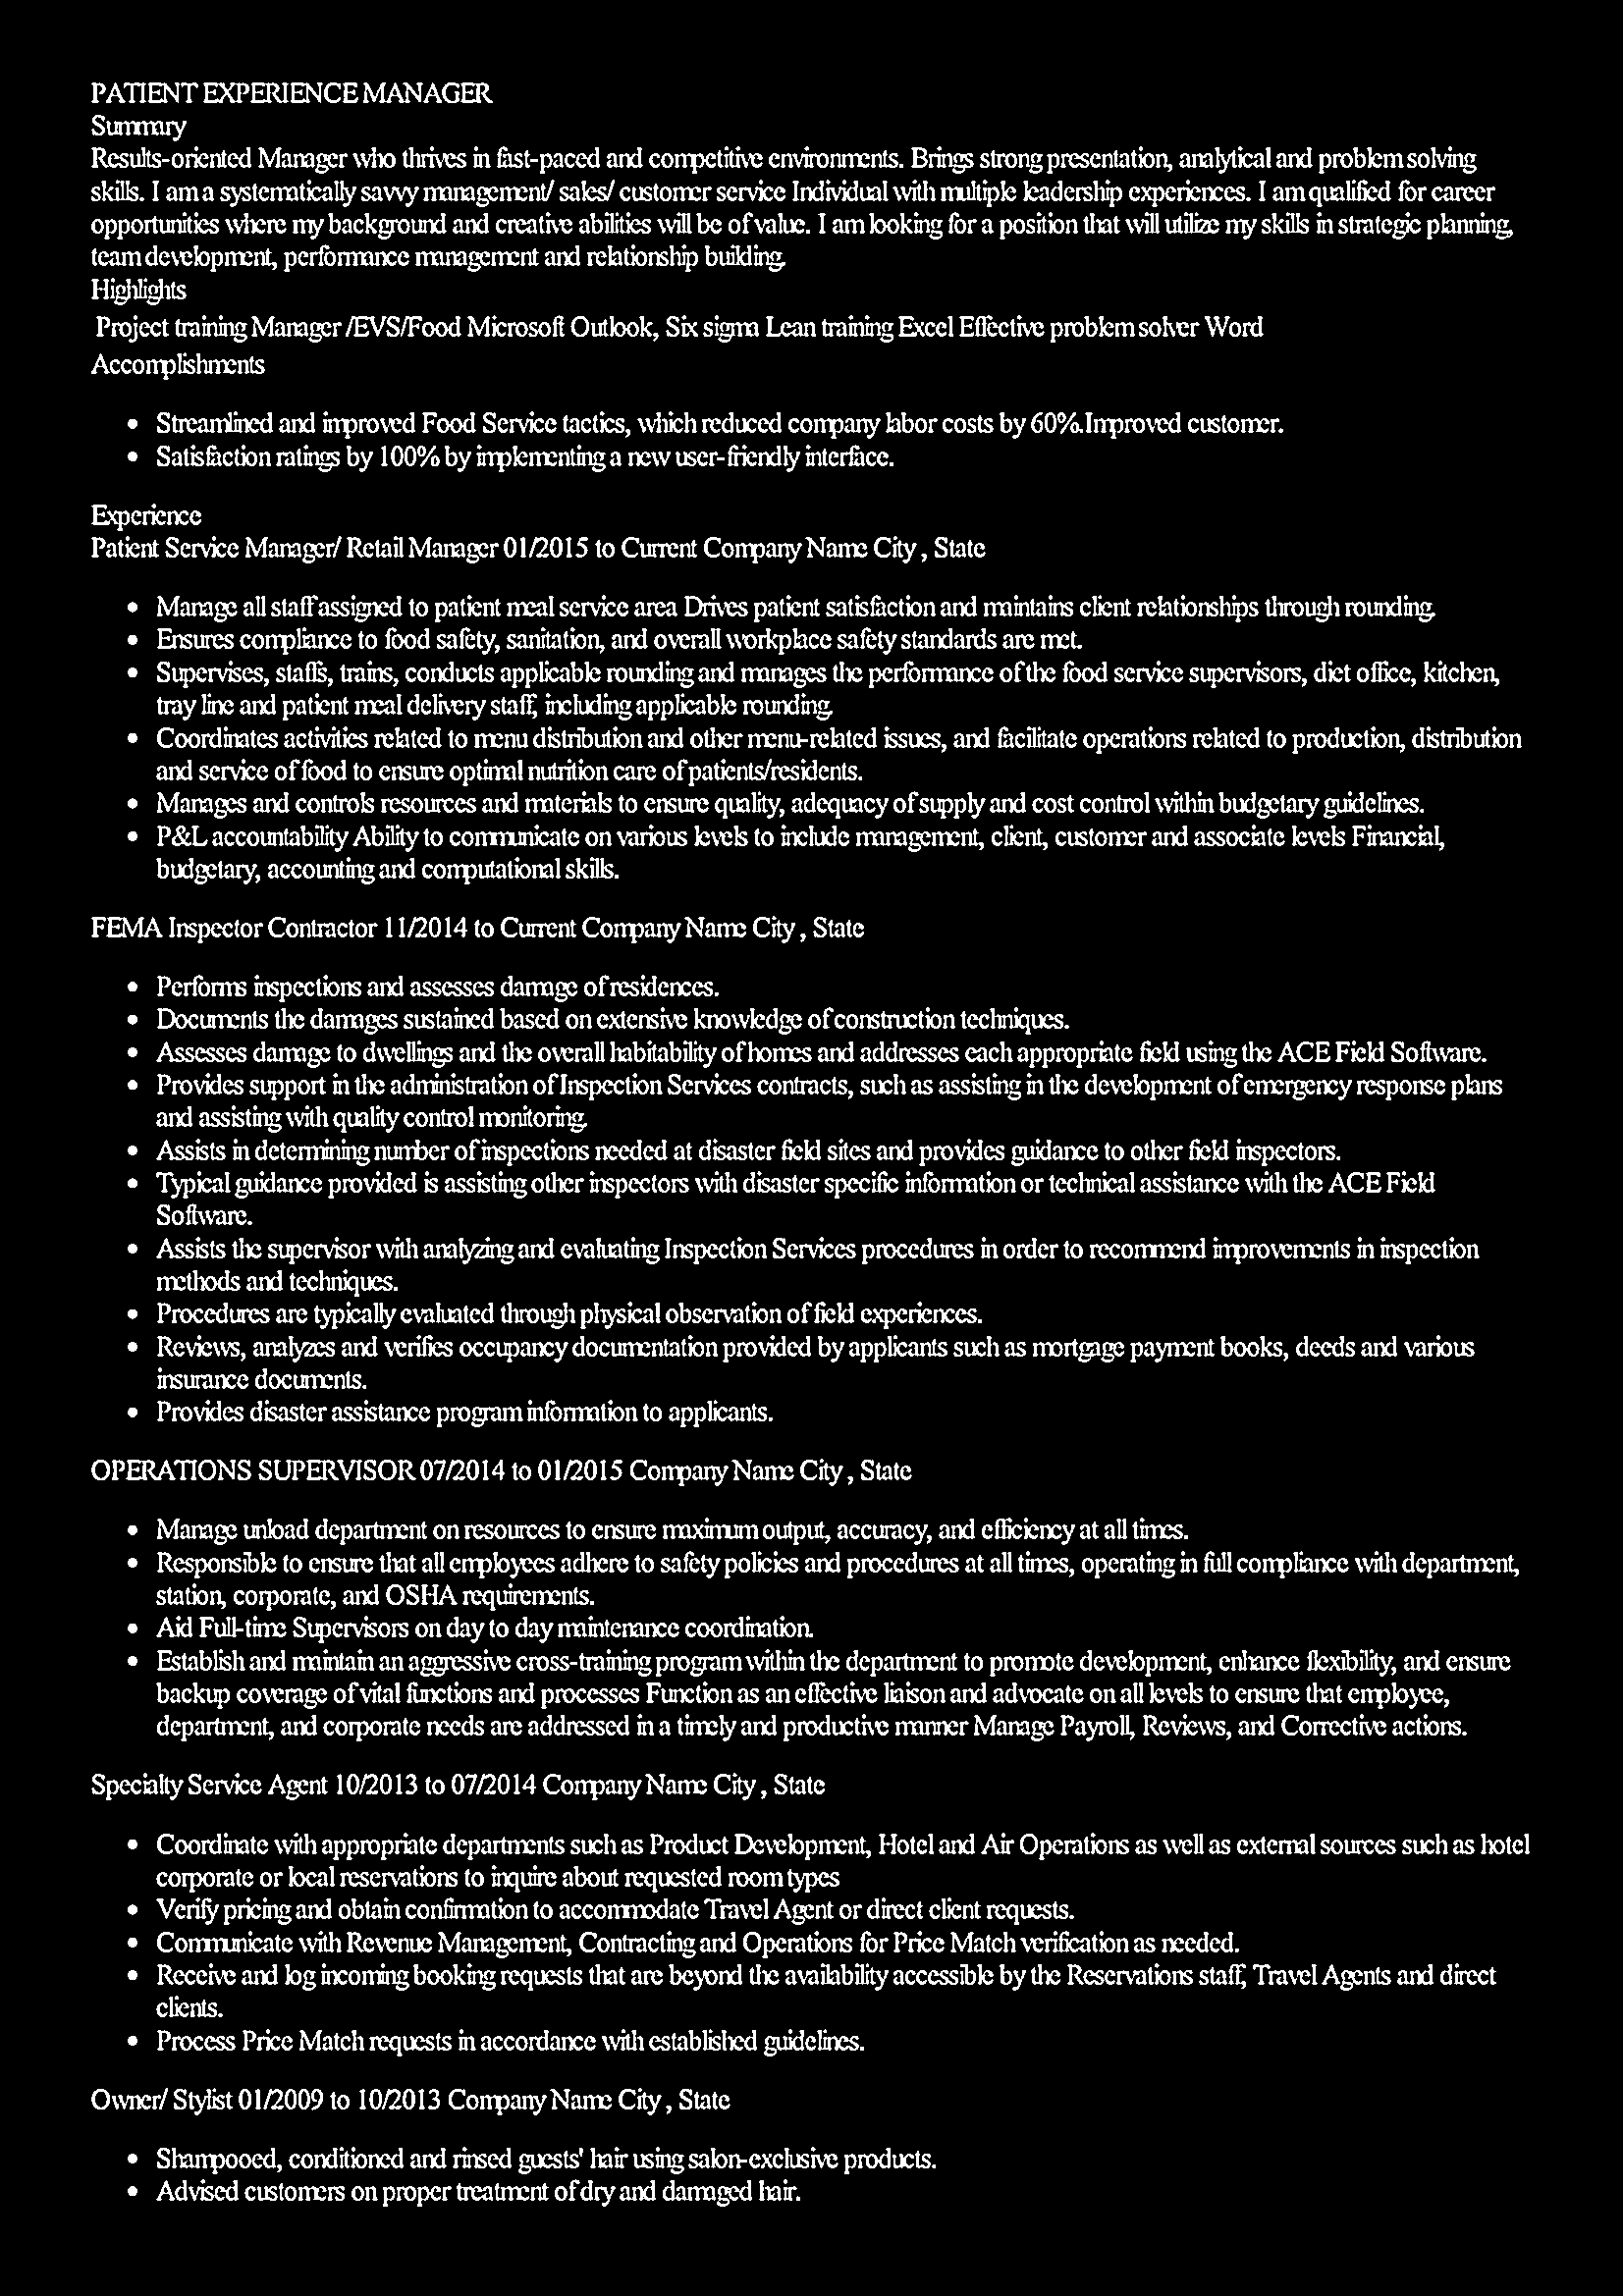 PATIENT EXPERIENCE MANAGER
Summary
Results-oriented Manager who thrives in fast-paced and competitive environments. Brings strong presentation, analytical and problem solving
skills. I am a systematically savvy management/ sales/ customer service Individual with multiple leadership experiences. I am qualified for career
opportunities where my background and creative abilities will be of value. I am looking for a position that will utilize my skills in strategic planning,
team development, performance management and relationship building.
Highlights
Project training Manager /EVS/Food Microsoft Outlook, Six sigma Lean training Excel Effective problem solver Word
Accomplishments
• Streamlined and improved Food Service tactics, which reduced company labor costs by 60%.Improved customer.
• Satisfaction ratings by 100% by implementing a new user-friendly interface.
Experience
Patient Service Manager/ Retail Manager 01/2015 to Current Company Name City , State
• Manage all staff assigned to patient meal service area Drives patient satisfaction and maintains client relationships through rounding.
• Ensures compliance to food safety, sanitation, and overall workplace safety standards are met.
• Supervises, staffs, trains, conducts applicable rounding and manages the performance of the food service supervisors, diet office, kitchen,
tray line and patient meal delivery staff, including applicable rounding.
• Coordinates activities related to menu distribution and other menu-related issues, and facilitate operations related to production, distribution
and service of food to ensure optimal nutrition care of patients/residents.
• Manages and controls resources and materials to ensure quality, adequacy of supply and cost control within budgetary guidelines.
• P&L accountability Ability to communicate on various levels to include management, client, customer and associate levels Financial,
budgetary, accounting and computational skills.
FEMA Inspector Contractor 11/2014 to Current Company Name City , State
• Performs inspections and assesses damage of residences.
• Documents the damages sustained based on extensive knowledge of construction techniques.
• Assesses damage to dwellings and the overall habitability of homes and addresses each appropriate field using the ACE Field Software.
• Provides support in the administration of Inspection Services contracts, such as assisting in the development of emergency response plans
and assisting with quality control monitoring.
• Assists in determining number of inspections needed at disaster field sites and provides guidance to other field inspectors.
• Typical guidance provided is assisting other inspectors with disaster specific information or technical assistance with the ACE Field
Software.
• Assists the supervisor with analyzing and evaluating Inspection Services procedures in order to recommend improvements in inspection
methods and techniques.
• Procedures are typically evaluated through physical observation of field experiences.
• Reviews, analyzes and verifies occupancy documentation provided by applicants such as mortgage payment books, deeds and various
insurance documents.
• Provides disaster assistance program information to applicants.
OPERATIONS SUPERVISOR 07/2014 to 01/2015 Company Name City , State
• Manage unload department on resources to ensure maximum output, accuracy, and efficiency at all times.
• Responsible to ensure that all employees adhere to safety policies and procedures at all times, operating in full compliance with department,
station, corporate, and OSHA requirements.
• Aid Full-time Supervisors on day to day maintenance coordination.
• Establish and maintain an aggressive cross-training program within the department to promote development, enhance flexibility, and ensure
backup coverage of vital functions and processes Function as an effective liaison and advocate on all levels to ensure that employee,
department, and corporate needs are addressed in a timely and productive manner Manage Payroll, Reviews, and Corrective actions.
Specialty Service Agent 10/2013 to 07/2014 Company Name City , State
• Coordinate with appropriate departments such as Product Development, Hotel and Air Operations as well as external sources such as hotel
corporate or local reservations to inquire about requested room types
• Verify pricing and obtain confirmation to accommodate Travel Agent or direct client requests.
• Communicate with Revenue Management, Contracting and Operations for Price Match verification as needed.
• Receive and log incoming booking requests that are beyond the availability accessible by the Reservations staff, Travel Agents and direct
clients.
• Process Price Match requests in accordance with established guidelines.
Owner/ Stylist 01/2009 to 10/2013 Company Name City , State
• Shampooed, conditioned and rinsed guests' hair using salon-exclusive products.
• Advised customers on proper treatment of dry and damaged hair.